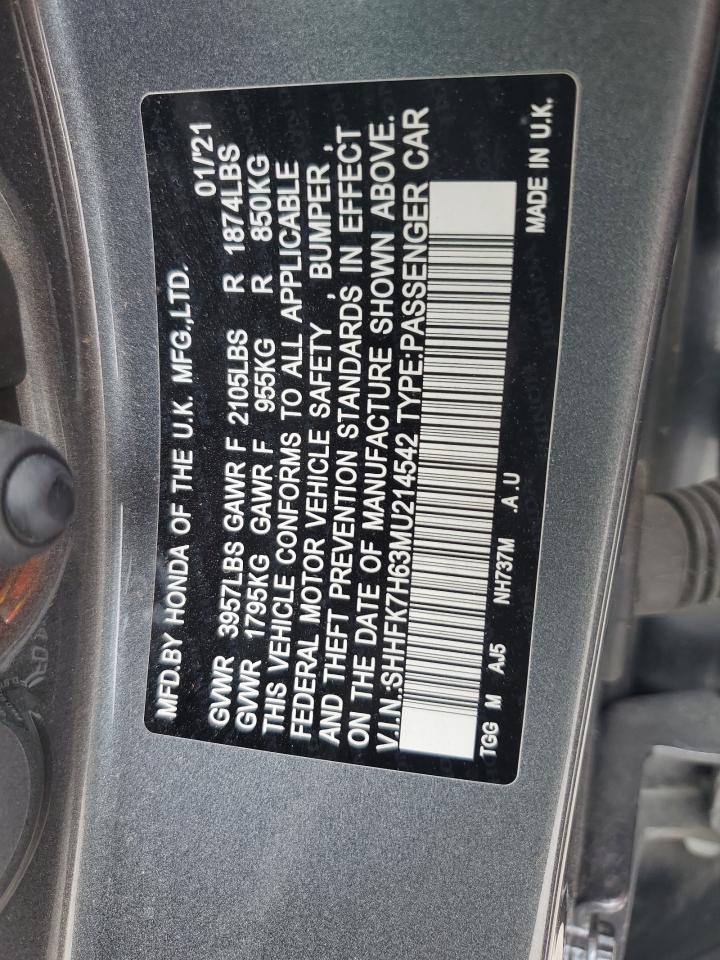 MFD.BY HONDA OF THE U.K. MFG.,LTD.
01/'21
GVWR 3957LBS GAWR F 2105LBS R 1874LBS
GVWR 1795KG GAWR F 955KG R 850KG
THIS VEHICLE CONFORMS TO ALL APPLICABLE
FEDERAL MOTOR VEHICLE SAFETY , BUMPER ,
AND THEFT PREVENTION STANDARDS IN EFFECT
ON THE DATE OF MANUFACTURE SHOWN ABOVE.
V.I.N.:SHHFK7H63MU214542 TYPE:PASSENGER CAR
TGG M AJ5 NH737M .A.U
MADE IN U.K.